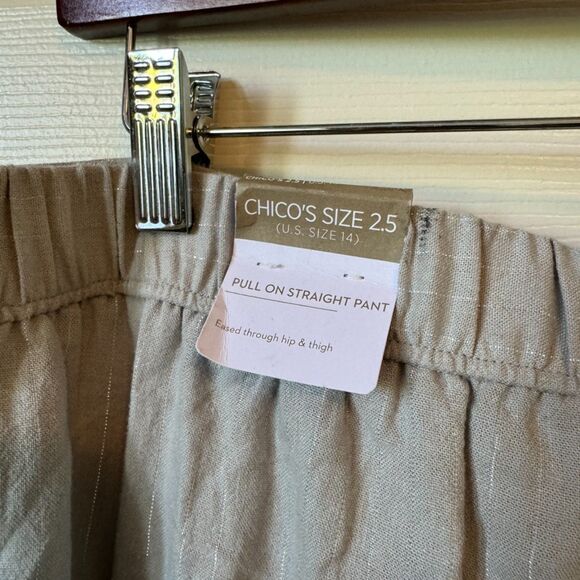 CHICO'S SIZE 2.5
(U.S. SIZE 14)
PULL ON STRAIGHT PANT
Eased through hip & thigh